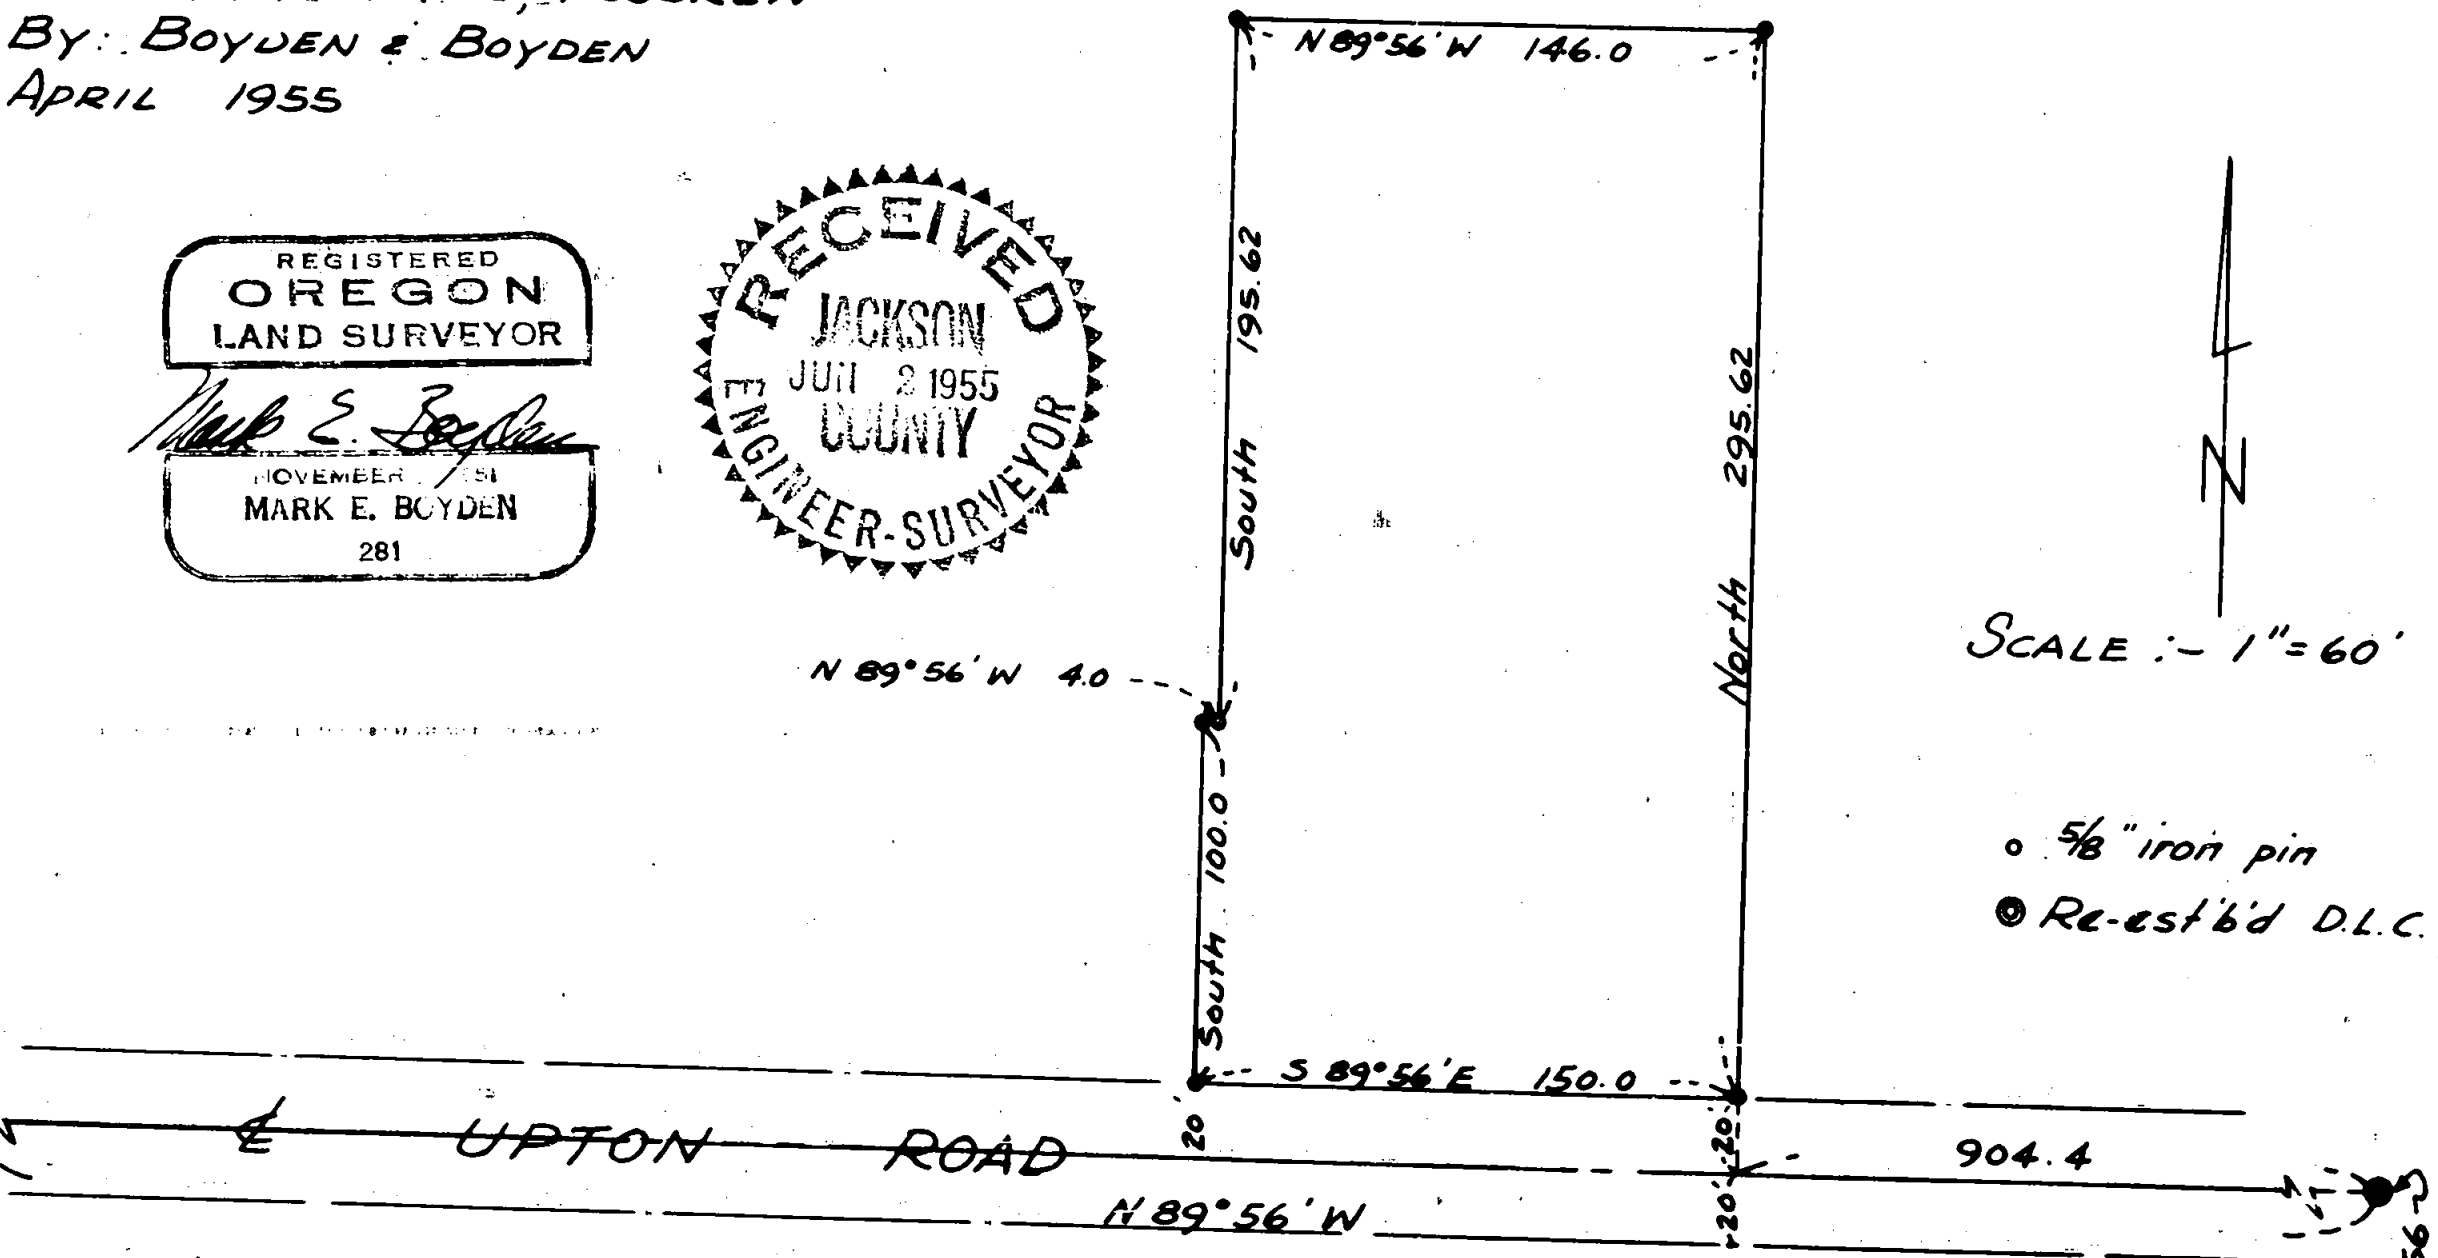 By: BOYDEN & BOYDEN
APRIL 1955
N 89°56' W 146.0
REGISTERED
OREGON
LAND SURVEYOR
Mark E. Boyden
NOVEMBER
MARK E. BOYDEN
281
RECEIVED
JACKSON
JUN 2 1955
COUNTY
ENGINEER-SURVEYOR
South 195.62
North 295.62
N
SCALE :- 1"=60'
N 89°56' W 4.0
South 100.0
5/8" iron pin
Re-est'b'd D.L.C.
S 89°56' E 150.0
20'
20'
20'
℄ UPTON ROAD
904.4
N 89°56' W